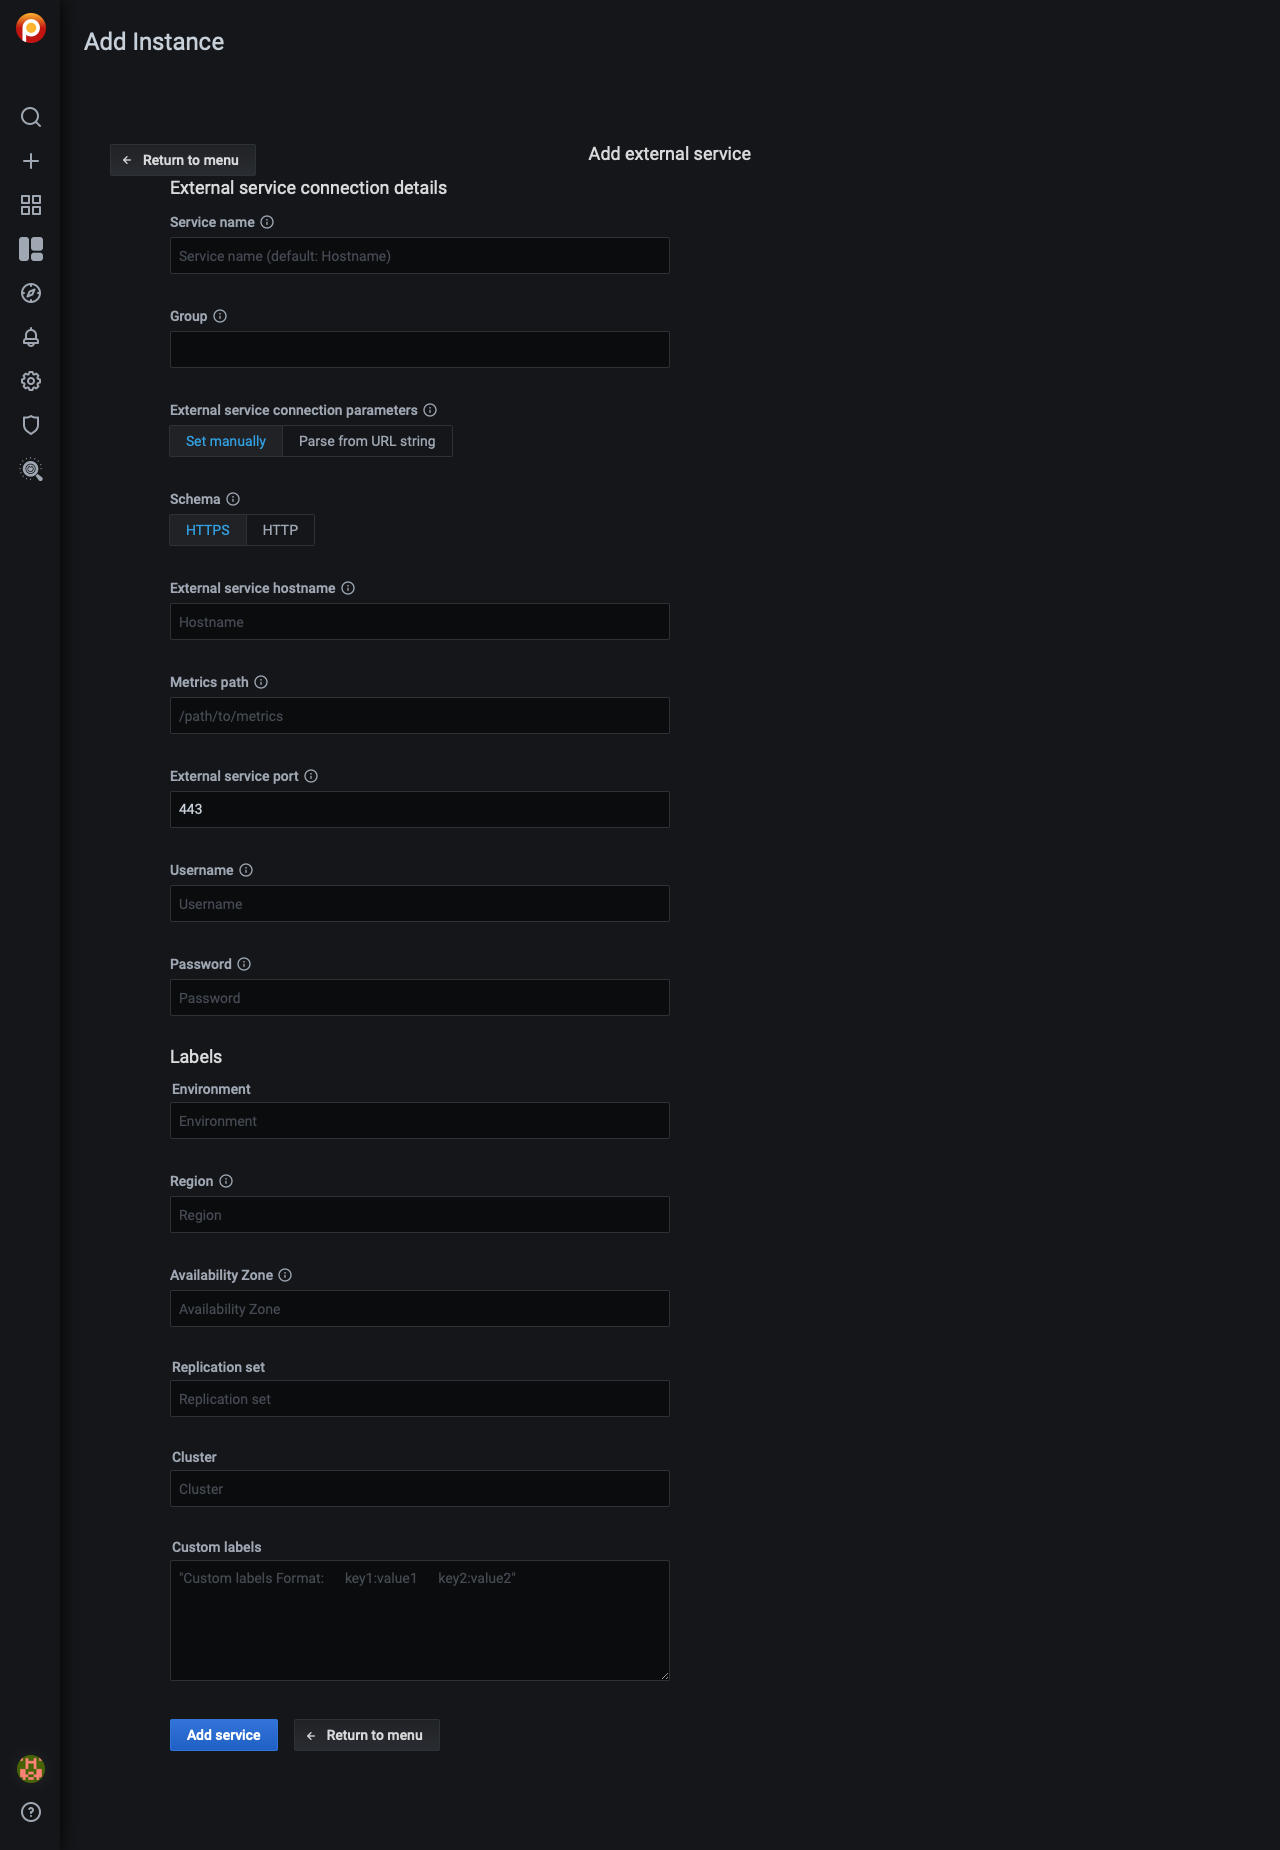 Add Instance
Return to menu
Add external service
External service connection details
Service name
Service name (default: Hostname)
Group
External service connection parameters
Set manually
Parse from URL string
Schema
HTTPS
HTTP
External service hostname
Hostname
Metrics path
/path/to/metrics
External service port
443
Username
Username
Password
Password
Labels
Environment
Environment
Region
Region
Availability Zone
Availability Zone
Replication set
Replication set
Cluster
Cluster
Custom labels
"Custom labels Format: key1:value1 key2:value2"
Add service
Return to menu